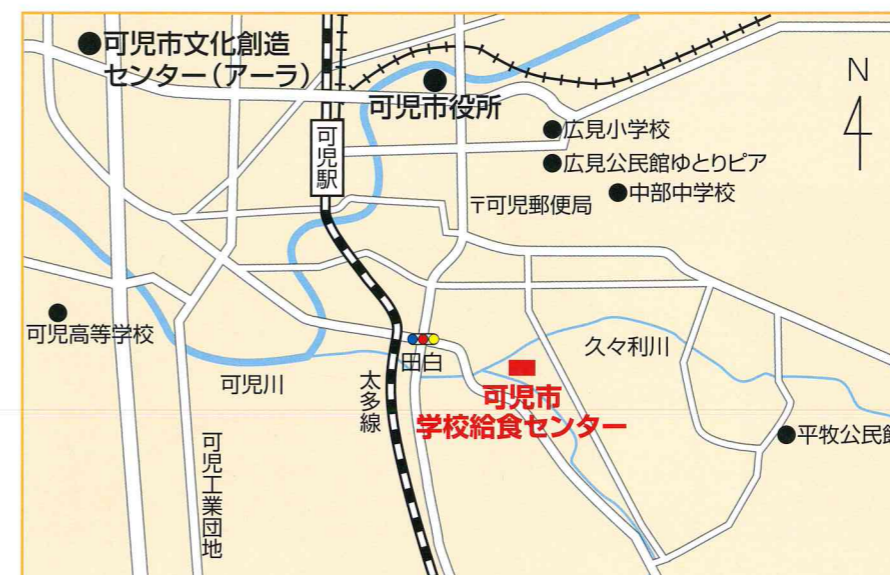 可児市文化創造
センター(アーラ)
可児市役所
N
可児駅
広見小学校
広見公民館ゆとりピア
中部中学校
〒可児郵便局
可児高等学校
可児川
田白
久々利川
太多線
可児市
学校給食センター
平牧公民館
可児工業団地